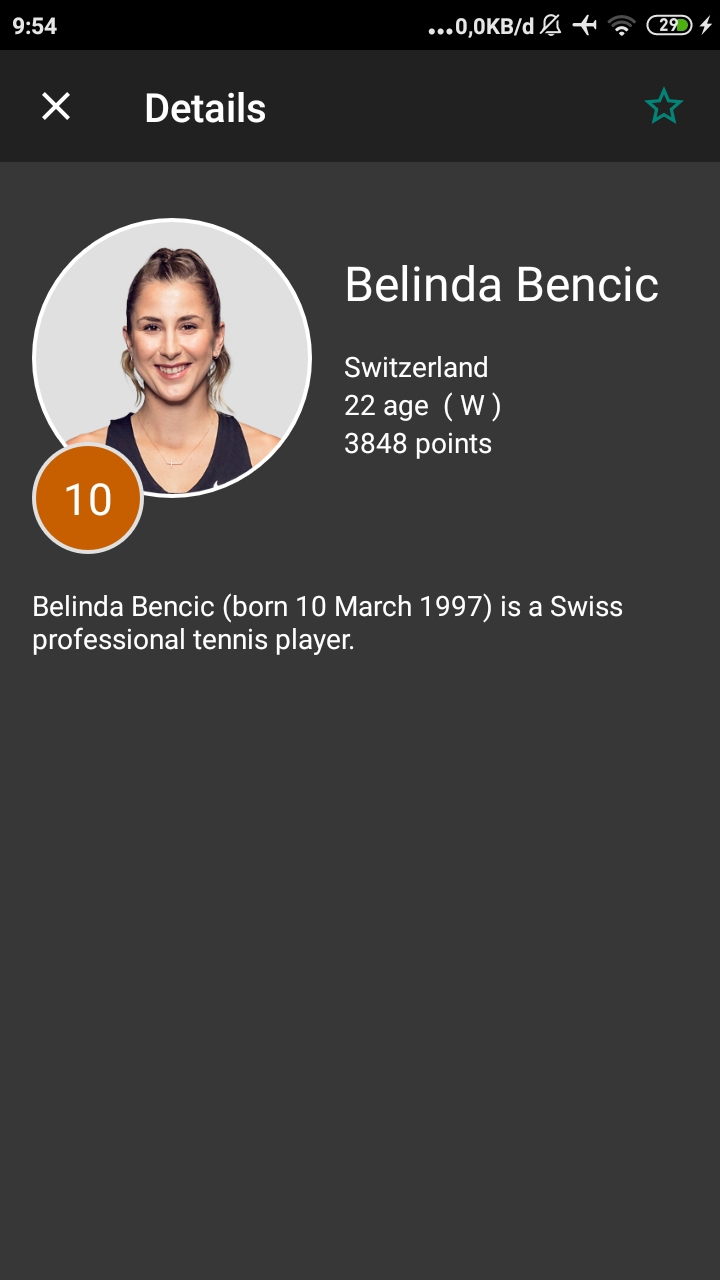 9:54
...0,0KB/d
29
Details
Belinda Bencic
Switzerland
22 age ( W )
3848 points
10
Belinda Bencic (born 10 March 1997) is a Swiss
professional tennis player.